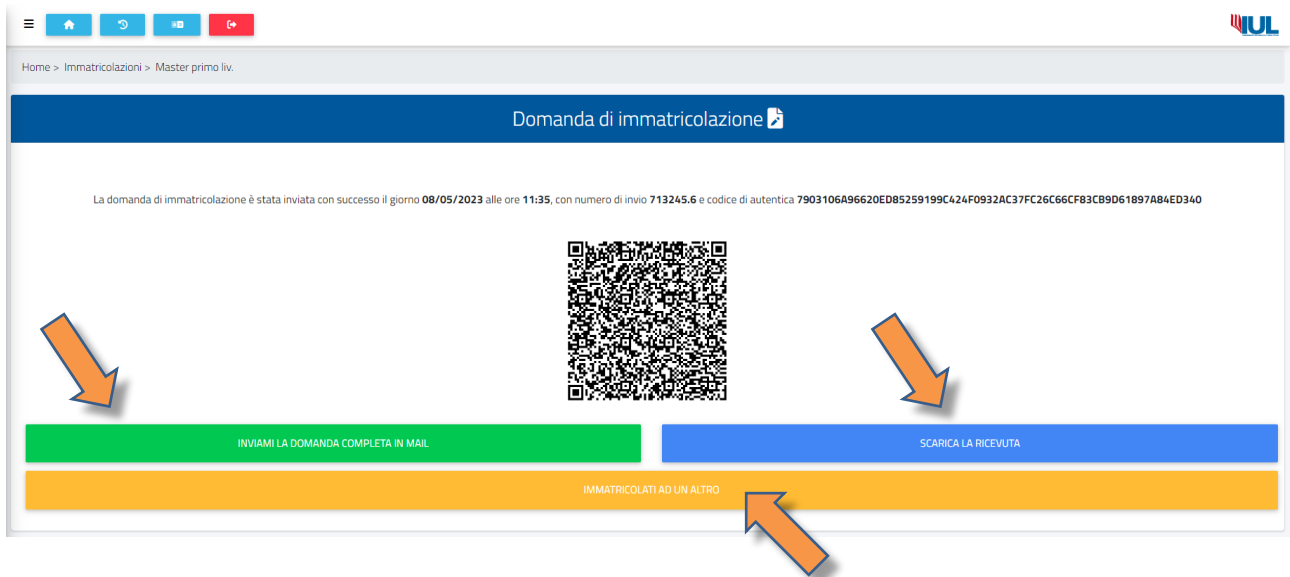 IUL
Home > Immatricolazioni > Master primo liv.
Domanda di immatricolazione
La domanda di immatricolazione è stata inviata con successo il giorno 08/05/2023 alle ore 11:35, con numero di invio 713245.6 e codice di autentica 7903106A96620ED85259199C424F0932AC37FC26C66CF83CB9D61897A84ED340
INVIAMI LA DOMANDA COMPLETA IN MAIL
SCARICA LA RICEVUTA
IMMATRICOLATI AD UN ALTRO